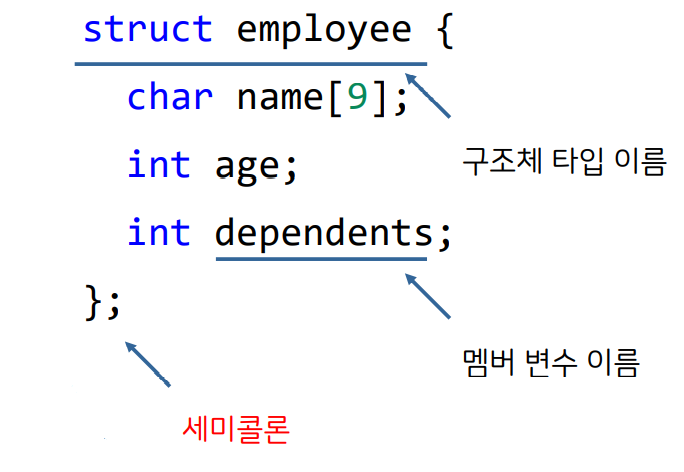 struct employee {
char name[9];
구조체 타입 이름
int age;
int dependents;
};
멤버 변수 이름
세미콜론